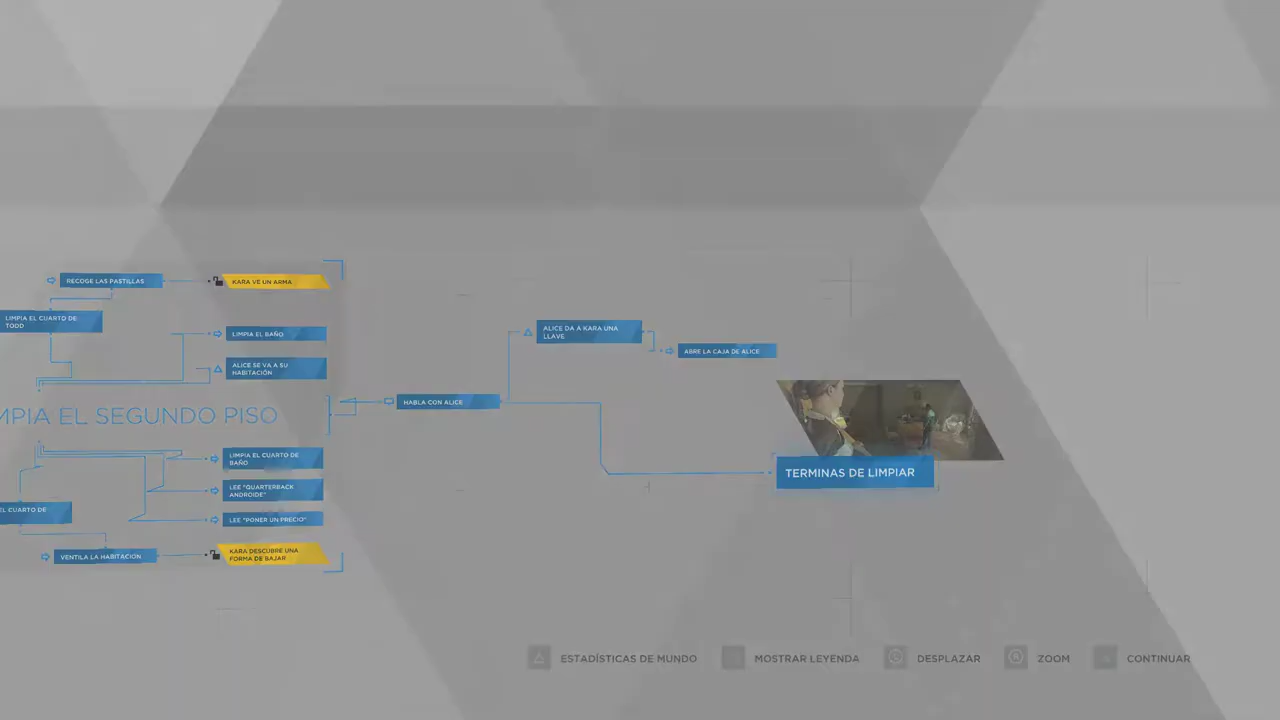 RECOGE LAS PASTILLAS
KARA VE UN ARMA
LIMPIA EL CUARTO DE
TODD
LIMPIA EL BAÑO
ALICE SE VA A SU
HABITACIÓN
MPIA EL SEGUNDO PISO
HABLA CON ALICE
ALICE DA A KARA UNA
LLAVE
ABRE LA CAJA DE ALICE
TERMINAS DE LIMPIAR
LIMPIA EL CUARTO DE
BAÑO
LEE "QUARTERBACK
ANDROIDE"
EL CUARTO DE
LEE "PONER UN PRECIO"
VENTILA LA HABITACIÓN
KARA DESCUBRE UNA
FORMA DE BAJAR
ESTADÍSTICAS DE MUNDO
MOSTRAR LEYENDA
DESPLAZAR
R
ZOOM
CONTINUAR